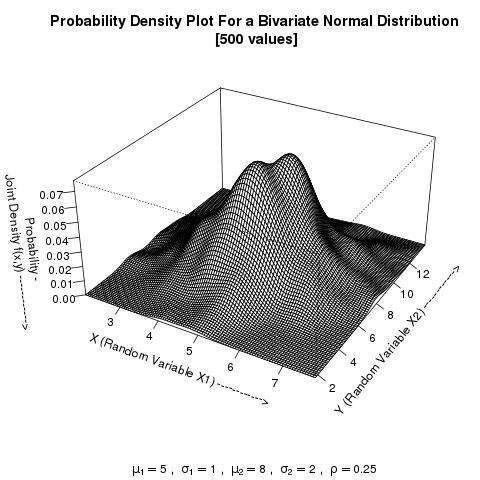 Probability Density Plot For a Bivariate Normal Distribution
[500 values]
0.07
0.06
0.05
0.04
0.03
0.02
0.01
0.00
Probability -
Joint Density f(x,y) ------>
3
4
5
6
7
X (Random Variable X1) -------->
2
4
6
8
10
12
Y (Random Variable X2) -------->
μ₁ = 5 , σ₁ = 1 , μ₂ = 8 , σ₂ = 2 , ρ = 0.25